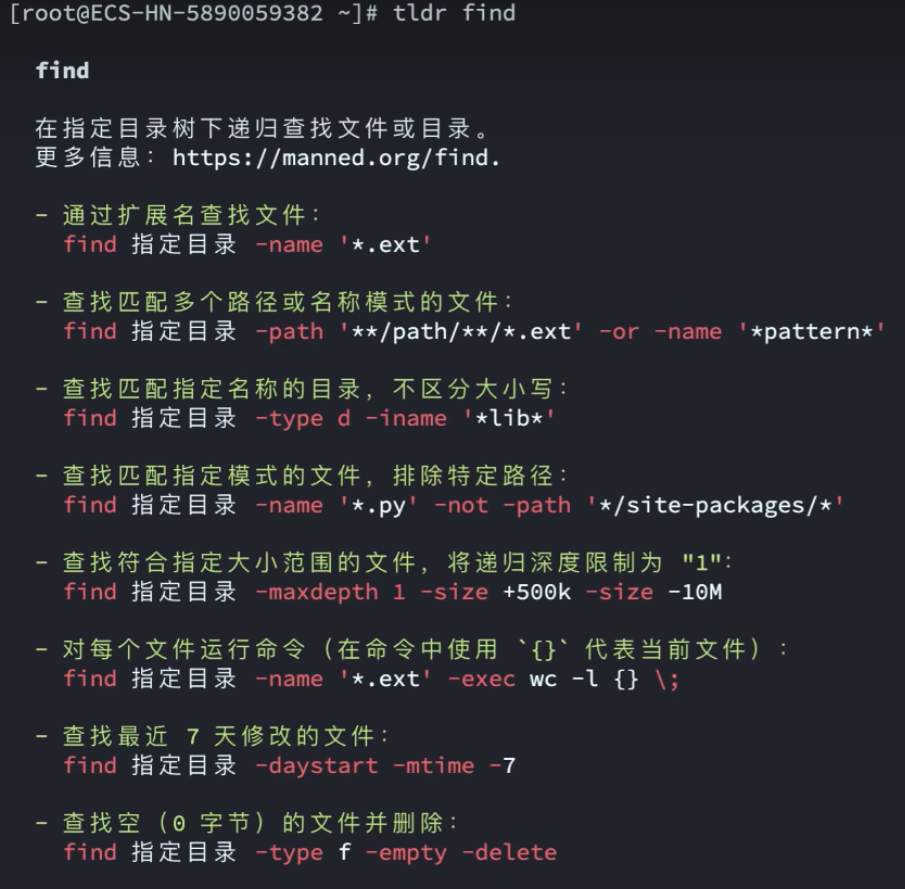 [root@ECS-HN-5890059382 ~]# tldr find
find
在指定目录树下递归查找文件或目录。
更多信息：https://manned.org/find.
- 通过扩展名查找文件：
find 指定目录 -name '*.ext'
- 查找匹配多个路径或名称模式的文件：
find 指定目录 -path '**/path/**/*.ext' -or -name '*pattern*'
- 查找匹配指定名称的目录，不区分大小写：
find 指定目录 -type d -iname '*lib*'
- 查找匹配指定模式的文件，排除特定路径：
find 指定目录 -name '*.py' -not -path '*/site-packages/*'
- 查找符合指定大小范围的文件，将递归深度限制为 "1"：
find 指定目录 -maxdepth 1 -size +500k -size -10M
- 对每个文件运行命令（在命令中使用 `{}` 代表当前文件）：
find 指定目录 -name '*.ext' -exec wc -l {} \;
- 查找最近 7 天修改的文件：
find 指定目录 -daystart -mtime -7
- 查找空（0 字节）的文件并删除：
find 指定目录 -type f -empty -delete